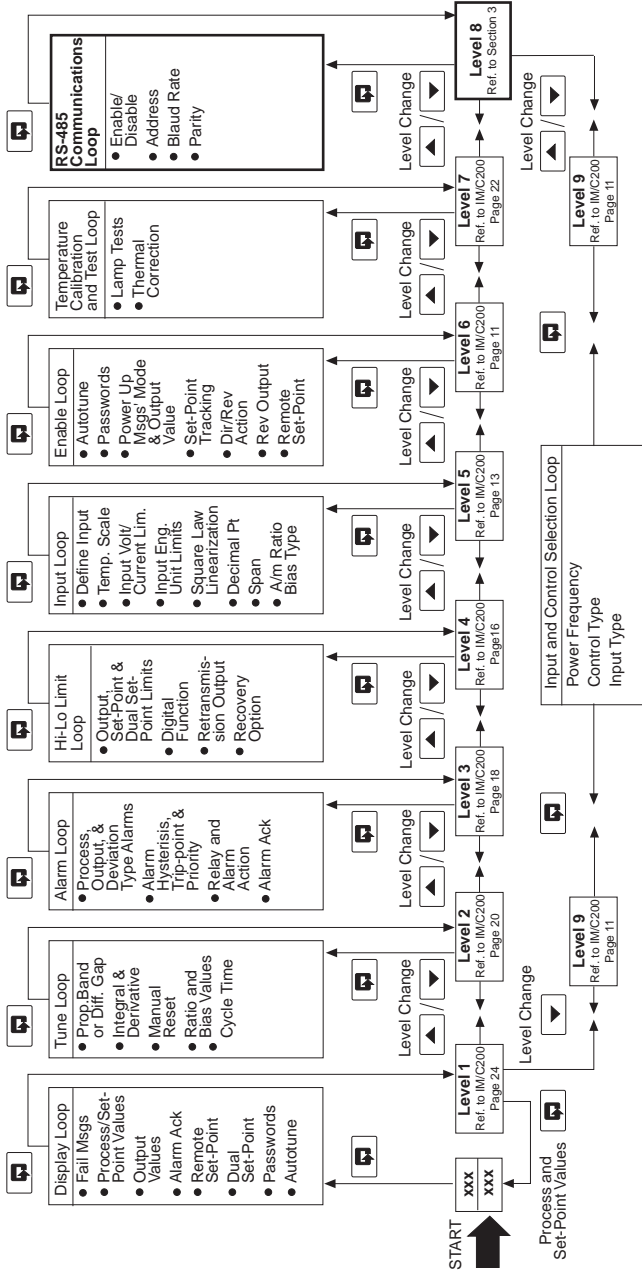 START
xxx
xxx
Process and
Set-Point Values
Display Loop
• Fail Msgs
• Process/Set-
Point Values
• Output
Values
• Alarm Ack
• Remote
Set-Point
• Dual
Set-Point
• Passwords
• Autotune
Level 1
Ref. to IM/C200
Page 24
Level Change
Tune Loop
• Prop.Band
or Diff. Gap
• Integral &
Derivative
• Manual
Reset
• Ratio and
Bias Values
• Cycle Time
Level Change
/
Level 2
Ref. to IM/C200
Page 20
Alarm Loop
• Process,
Output, &
Deviation
Type Alarms
• Alarm
Hysterisis,
Trip-point &
Priority
• Relay and
Alarm
Action
• Alarm Ack
Level Change
/
Level 3
Ref. to IM/C200
Page 18
Hi-Lo Limit
Loop
• Output,
Set-Point &
Dual Set-
Point Limits
• Digital
Function
• Retransmis-
sion Output
• Recovery
Option
Level Change
/
Level 4
Ref. to IM/C200
Page16
Input Loop
• Define Input
• Temp. Scale
• Input Volt/
Current Lim.
• Input Eng.
Unit Limits
• Square Law
Linearization
• Decimal Pt
• Span
• A/m Ratio
Bias Type
Level Change
/
Level 5
Ref. to IM/C200
Page 13
Enable Loop
• Autotune
• Passwords
• Power Up
Msgs' Mode
& Output
Value
• Set-Point
Tracking
• Dir/Rev
Action
• Rev Output
• Remote
Set-Point
Level Change
/
Level 6
Ref. to IM/C200
Page 11
Temperature
Calibration
and Test Loop
• Lamp Tests
• Thermal
Correction
Level Change
/
Level 7
Ref. to IM/C200
Page 22
RS-485
Communications
Loop
• Enable/
Disable
• Address
• Blaud Rate
• Parity
Level Change
/
Level 8
Ref. to Section 3
Level Change
/
Level 9
Ref. to IM/C200
Page 11
Input and Control Selection Loop
Power Frequency
Control Type
Input Type
Level 9
Ref. to IM/C200
Page 11